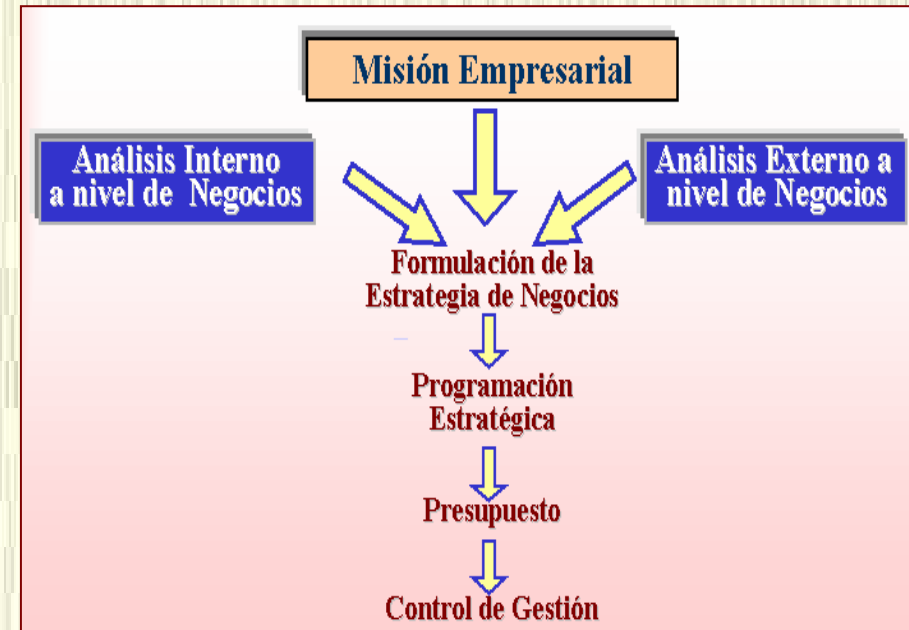 Misión Empresarial
Análisis Interno
a nivel de Negocios
Análisis Externo a
nivel de Negocios
Formulación de la
Estrategia de Negocios
Programación
Estratégica
Presupuesto
Control de Gestión